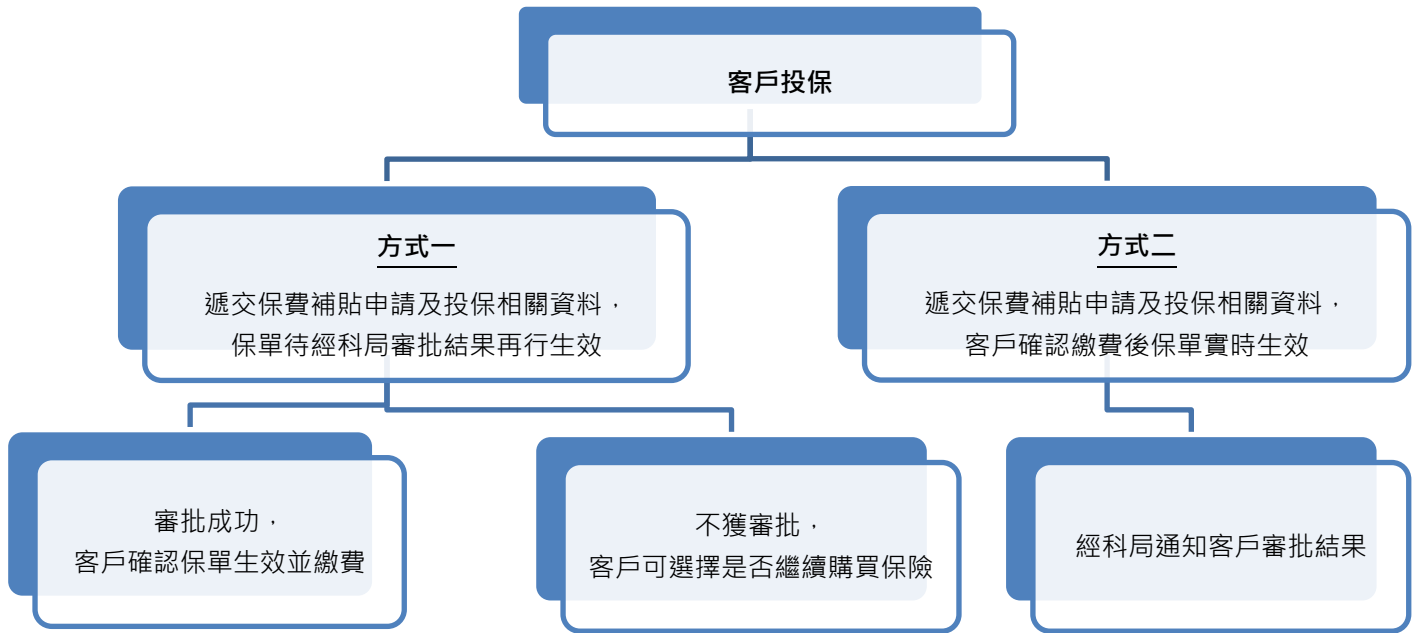 客戶投保
方式一
遞交保費補貼申請及投保相關資料，
保單待經科局審批結果再行生效
方式二
遞交保費補貼申請及投保相關資料，
客戶確認繳費後保單實時生效
審批成功，
客戶確認保單生效並繳費
不獲審批，
客戶可選擇是否繼續購買保險
經科局通知客戶審批結果